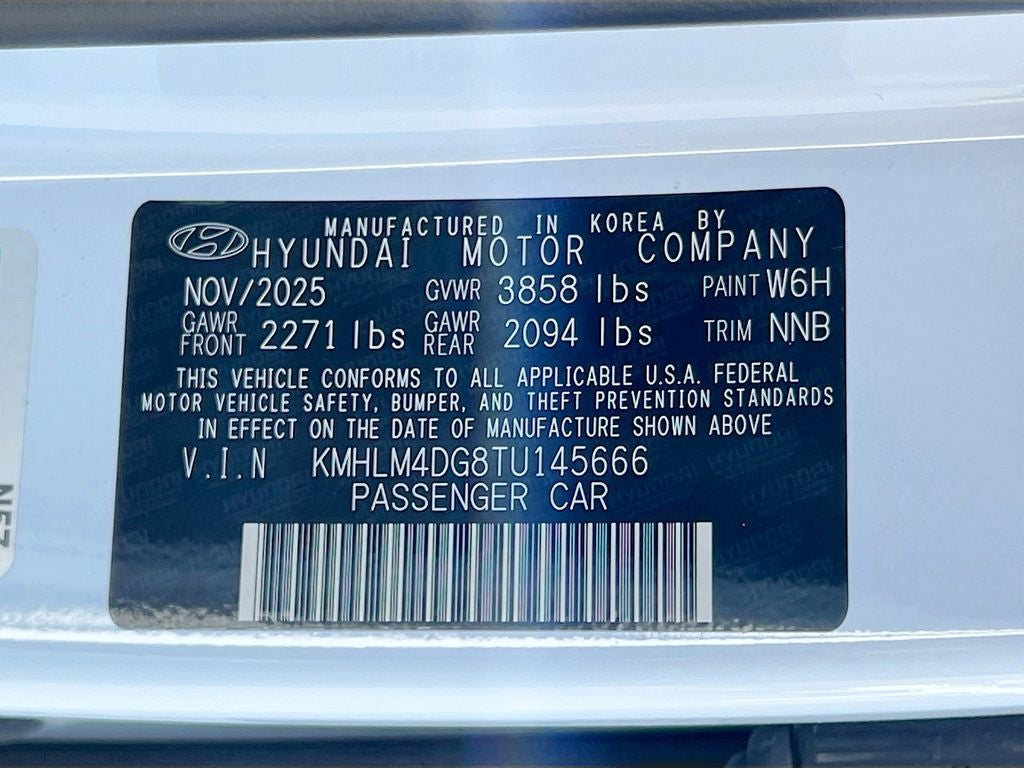 MANUFACTURED IN KOREA BY
HYUNDAI MOTOR COMPANY
NOV/2025 GVWR 3858 lbs PAINT W6H
GAWR FRONT 2271 lbs GAWR REAR 2094 lbs TRIM NNB
THIS VEHICLE CONFORMS TO ALL APPLICABLE U.S.A. FEDERAL
MOTOR VEHICLE SAFETY, BUMPER, AND THEFT PREVENTION STANDARDS
IN EFFECT ON THE DATE OF MANUFACTURE SHOWN ABOVE
V.I.N KMHLM4DG8TU145666
PASSENGER CAR